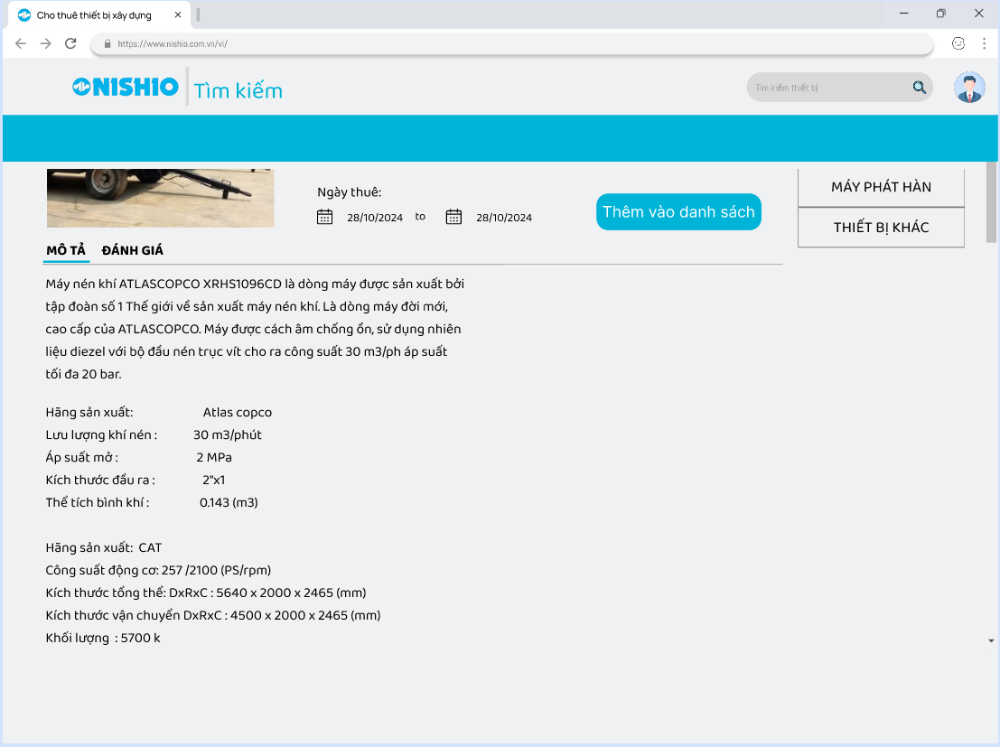 Cho thuê thiết bị xây dựng
https://www.nishio.com.vn/vi/
NISHIO
Tìm kiếm
Tìm kiếm thiết bị
Ngày thuê:
28/10/2024 to 28/10/2024
Thêm vào danh sách
MÁY PHÁT HÀN
THIẾT BỊ KHÁC
MÔ TẢ ĐÁNH GIÁ
Máy nén khí ATLASCOPCO XRHS1096CD là dòng máy được sản xuất bởi
tập đoàn số 1 Thế giới về sản xuất máy nén khí. Là dòng máy đời mới,
cao cấp của ATLASCOPCO. Máy được cách âm chống ồn, sử dụng nhiên
liệu diezel với bộ đầu nén trục vít cho ra công suất 30 m3/ph áp suất
tối đa 20 bar.
Hãng sản xuất: Atlas copco
Lưu lượng khí nén : 30 m3/phút
Áp suất mở : 2 MPa
Kích thước đầu ra : 2"x1
Thể tích bình khí : 0.143 (m3)
Hãng sản xuất: CAT
Công suất động cơ: 257 /2100 (PS/rpm)
Kích thước tổng thể: DxRxC : 5640 x 2000 x 2465 (mm)
Kích thước vận chuyển DxRxC : 4500 x 2000 x 2465 (mm)
Khối lượng : 5700 k